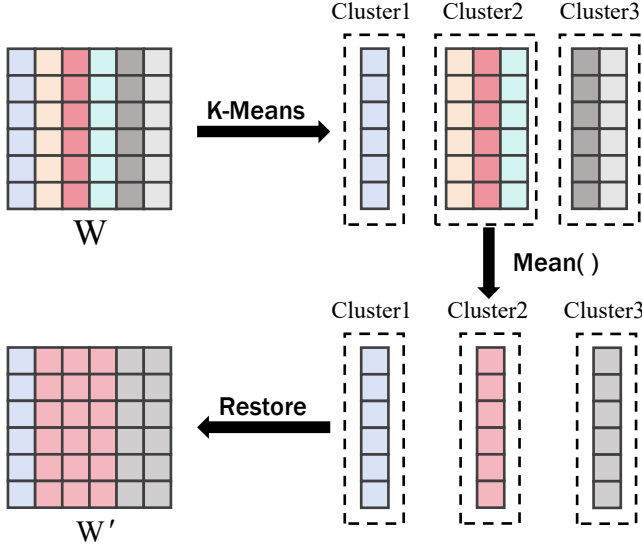 Cluster1 Cluster2 Cluster3
K-Means
W
Mean( )
Cluster1 Cluster2 Cluster3
Restore
W′